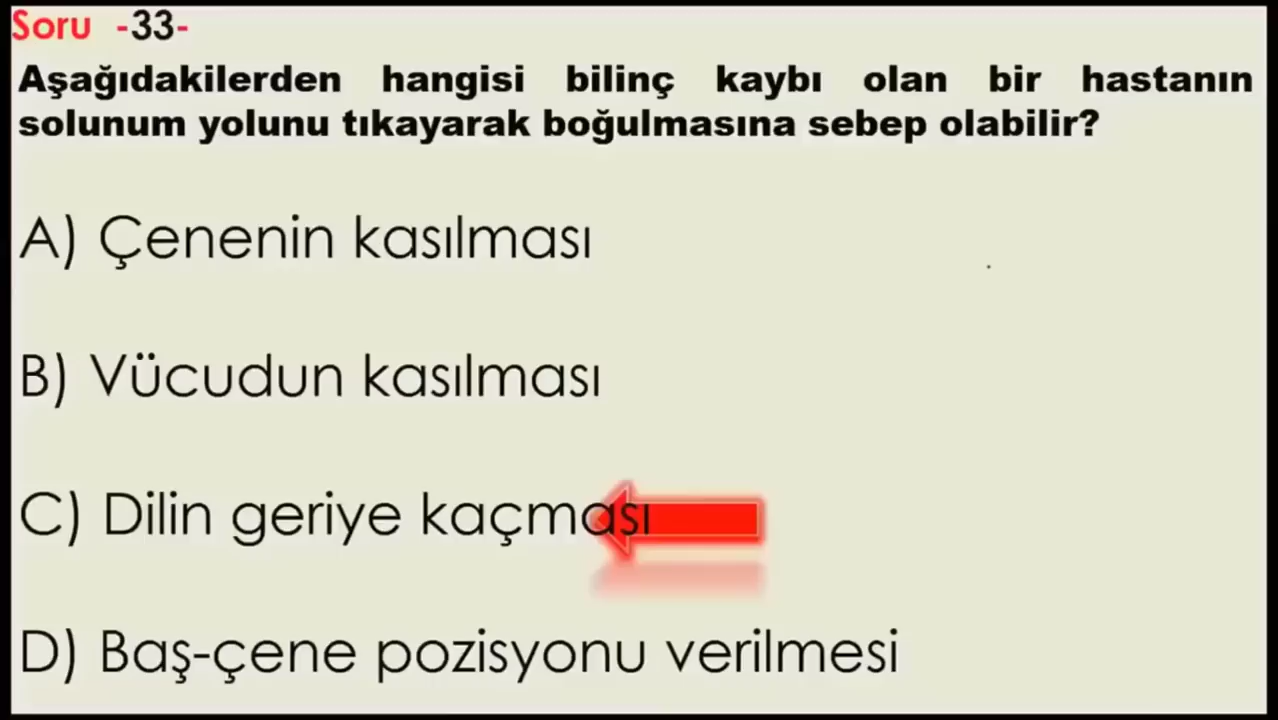 Soru -33-
Aşağıdakilerden hangisi bilinç kaybı olan bir hastanın
solunum yolunu tıkayarak boğulmasına sebep olabilir?
A) Çenenin kasılması
B) Vücudun kasılması
C) Dilin geriye kaçması
D) Baş-çene pozisyonu verilmesi